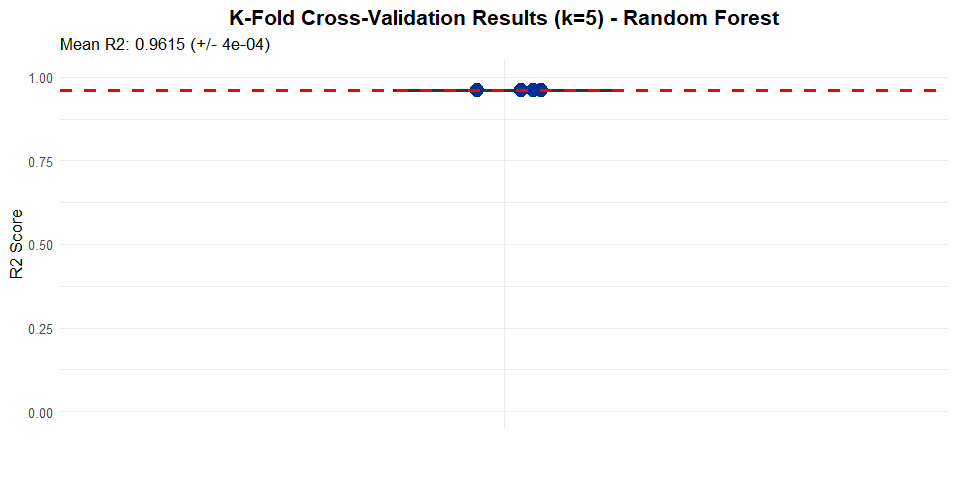 K-Fold Cross-Validation Results (k=5) - Random Forest
Mean R2: 0.9615 (+/- 4e-04)
1.00
0.75
R2 Score
0.50
0.25
0.00